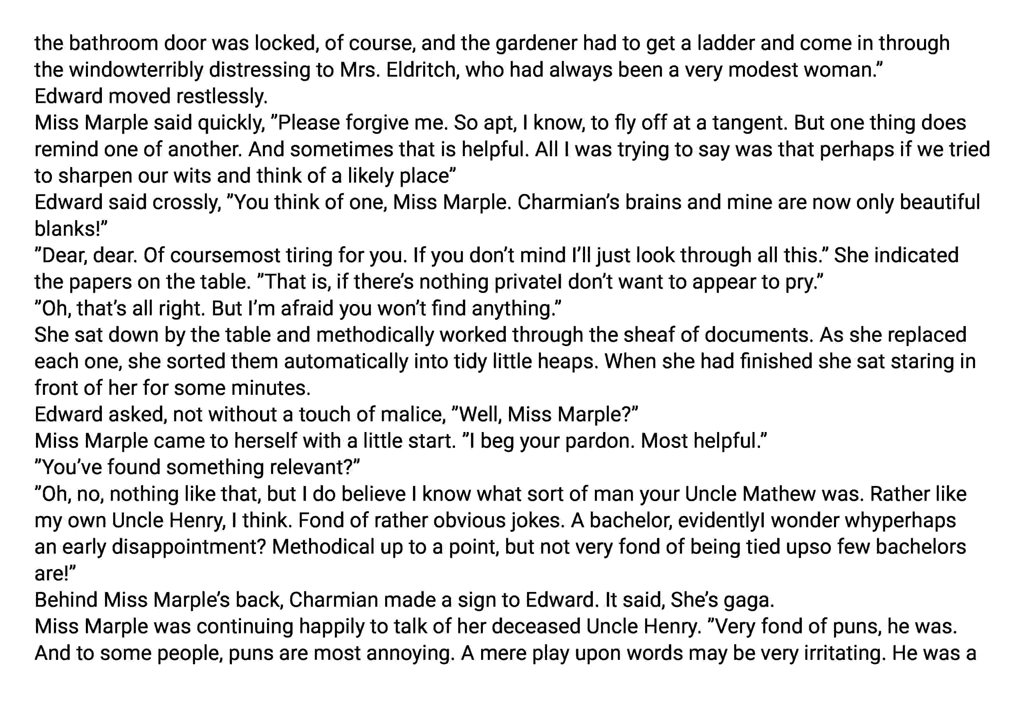 the bathroom door was locked, of course, and the gardener had to get a ladder and come in through
the windowterribly distressing to Mrs. Eldritch, who had always been a very modest woman.”
Edward moved restlessly.
Miss Marple said quickly, ”Please forgive me. So apt, I know, to fly off at a tangent. But one thing does
remind one of another. And sometimes that is helpful. All I was trying to say was that perhaps if we tried
to sharpen our wits and think of a likely place”
Edward said crossly, ”You think of one, Miss Marple. Charmian’s brains and mine are now only beautiful
blanks!”
”Dear, dear. Of coursemost tiring for you. If you don’t mind I’ll just look through all this.” She indicated
the papers on the table. ”That is, if there’s nothing privateI don’t want to appear to pry.”
”Oh, that’s all right. But I’m afraid you won’t find anything.”
She sat down by the table and methodically worked through the sheaf of documents. As she replaced
each one, she sorted them automatically into tidy little heaps. When she had finished she sat staring in
front of her for some minutes.
Edward asked, not without a touch of malice, ”Well, Miss Marple?”
Miss Marple came to herself with a little start. ”I beg your pardon. Most helpful.”
”You’ve found something relevant?”
”Oh, no, nothing like that, but I do believe I know what sort of man your Uncle Mathew was. Rather like
my own Uncle Henry, I think. Fond of rather obvious jokes. A bachelor, evidentlyI wonder whyperhaps
an early disappointment? Methodical up to a point, but not very fond of being tied upso few bachelors
are!”
Behind Miss Marple’s back, Charmian made a sign to Edward. It said, She’s gaga.
Miss Marple was continuing happily to talk of her deceased Uncle Henry. ”Very fond of puns, he was.
And to some people, puns are most annoying. A mere play upon words may be very irritating. He was a